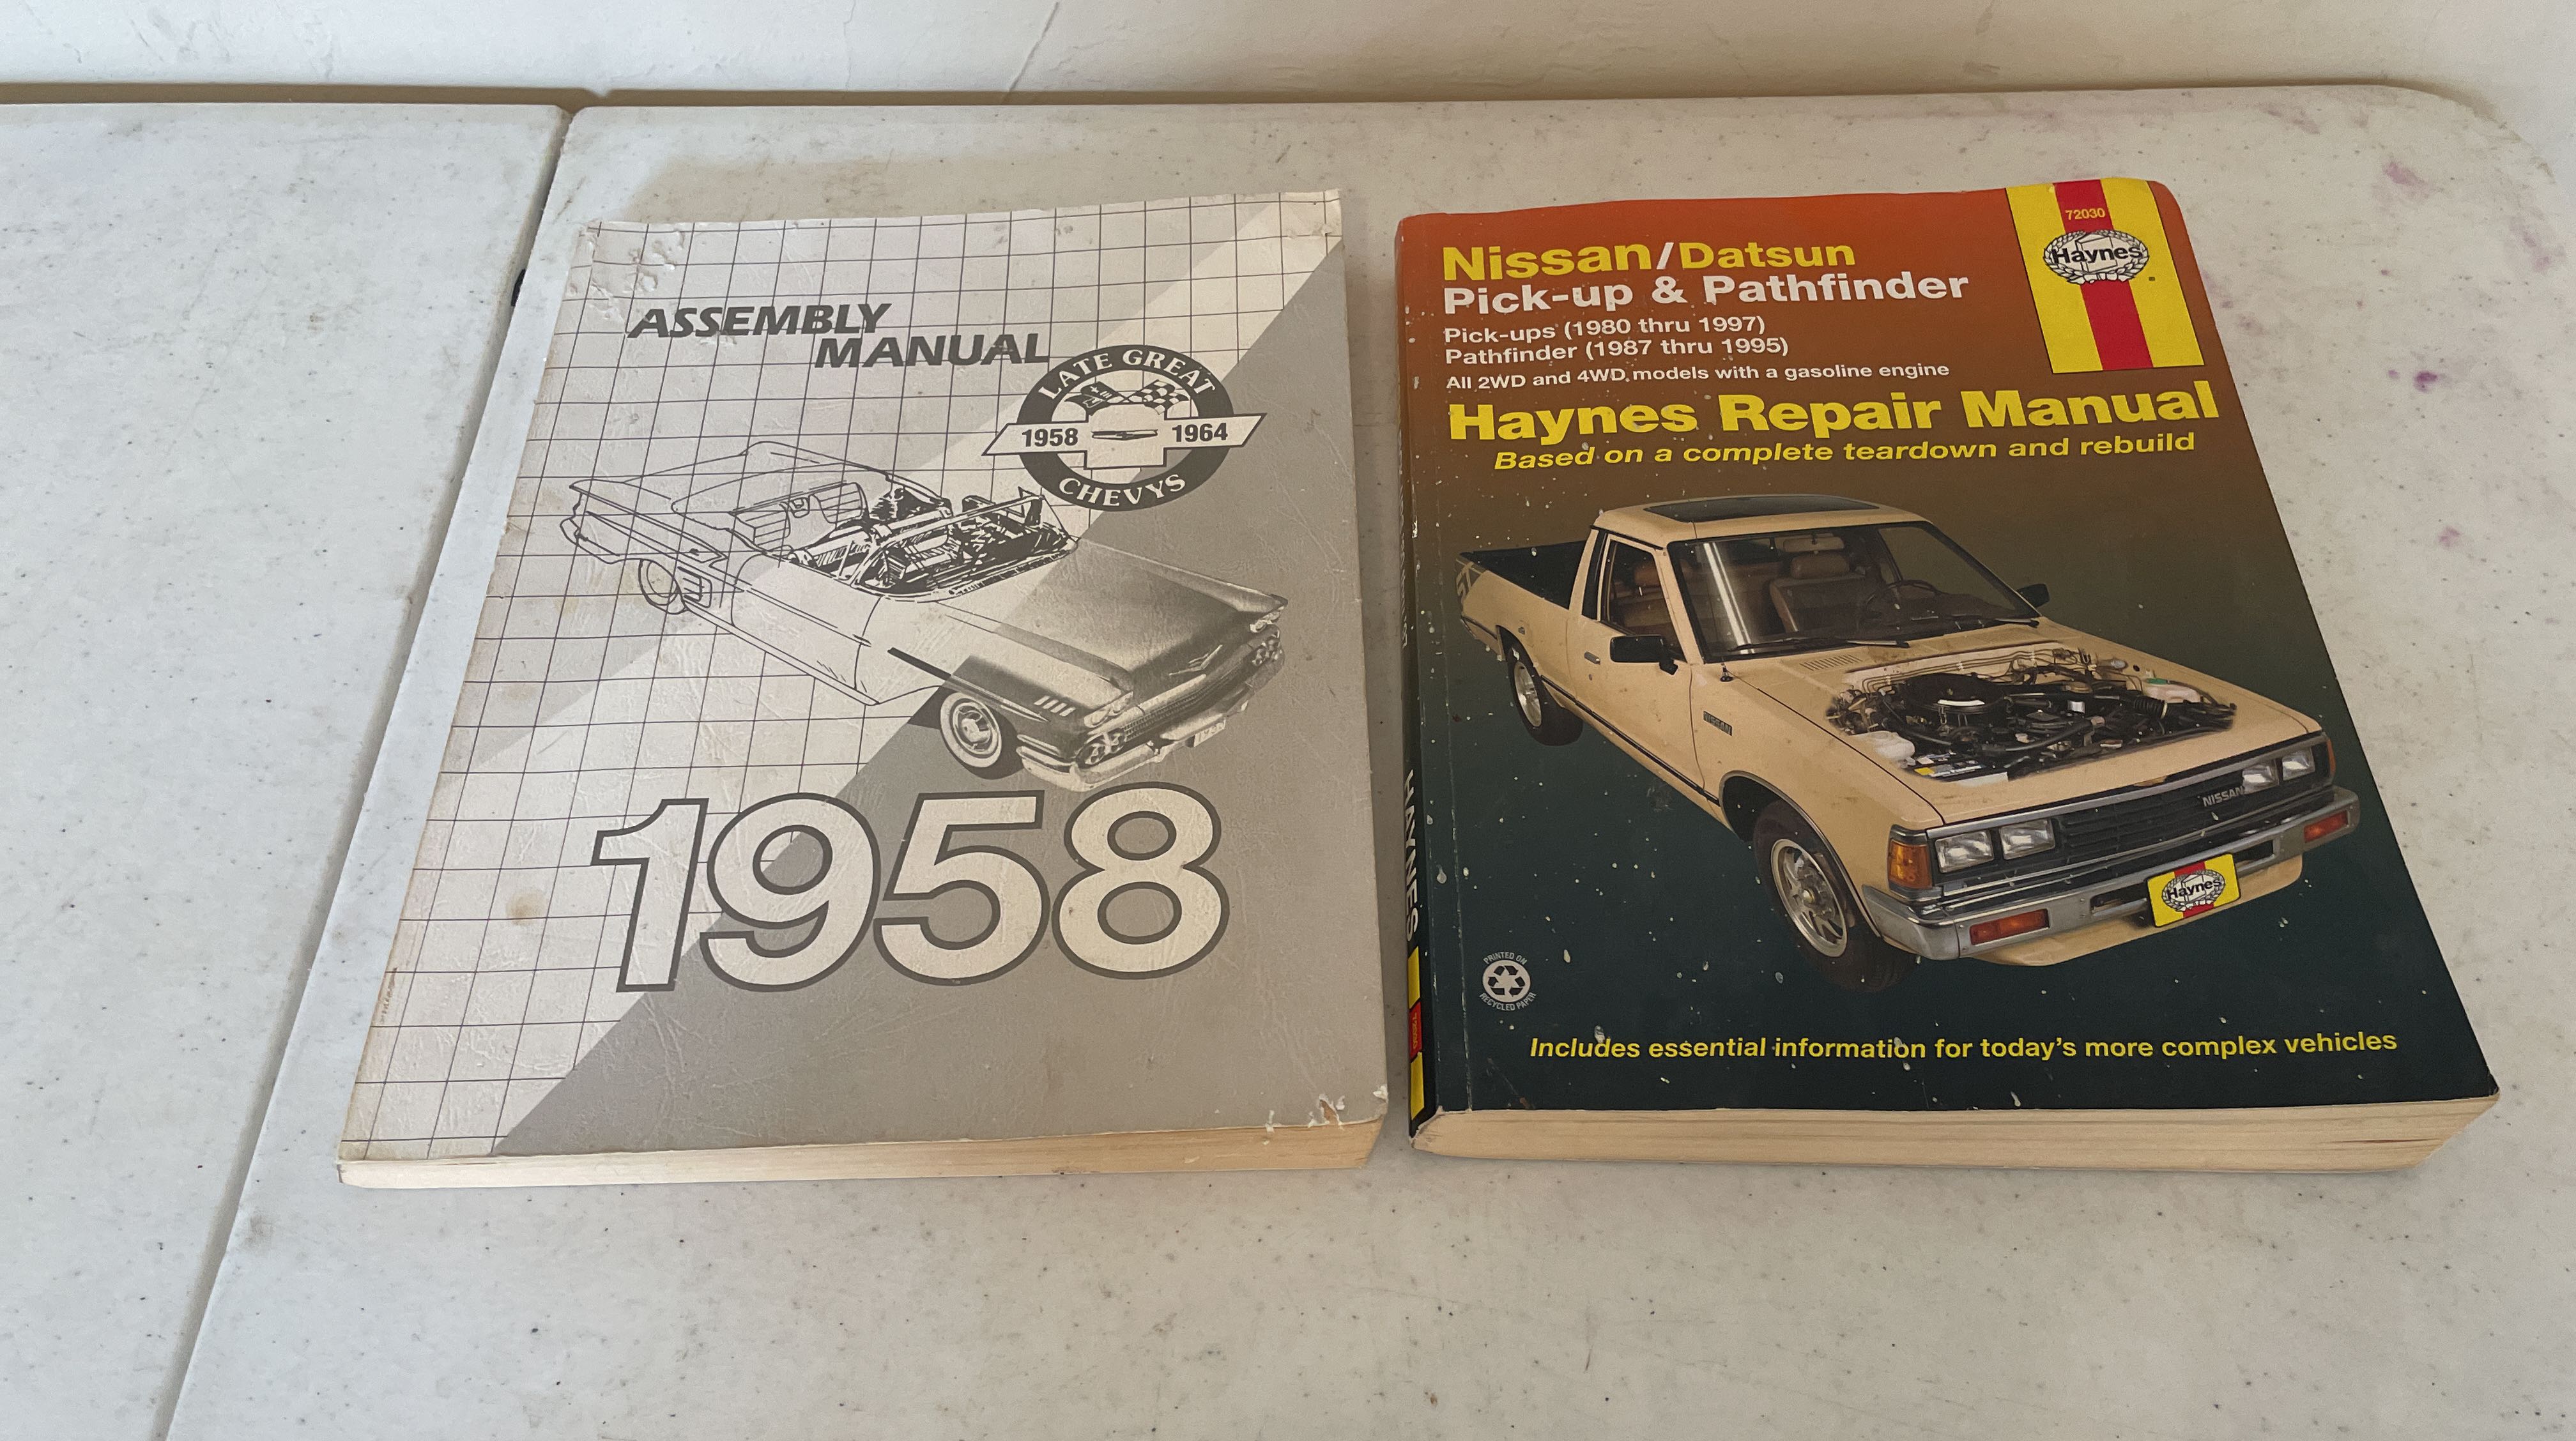 ASSEMBLY
MANUAL
LATE GREAT
1958 1964
CHEVYS
1958
72030
Haynes
Nissan/Datsun
Pick-up & Pathfinder
Pick-ups (1980 thru 1997)
Pathfinder (1987 thru 1995)
All 2WD and 4WD models with a gasoline engine
Haynes Repair Manual
Based on a complete teardown and rebuild
NISSAN
NISSAN
Haynes
PRINTED ON
RECYCLED PAPER
Includes essential information for today's more complex vehicles
HAYNES